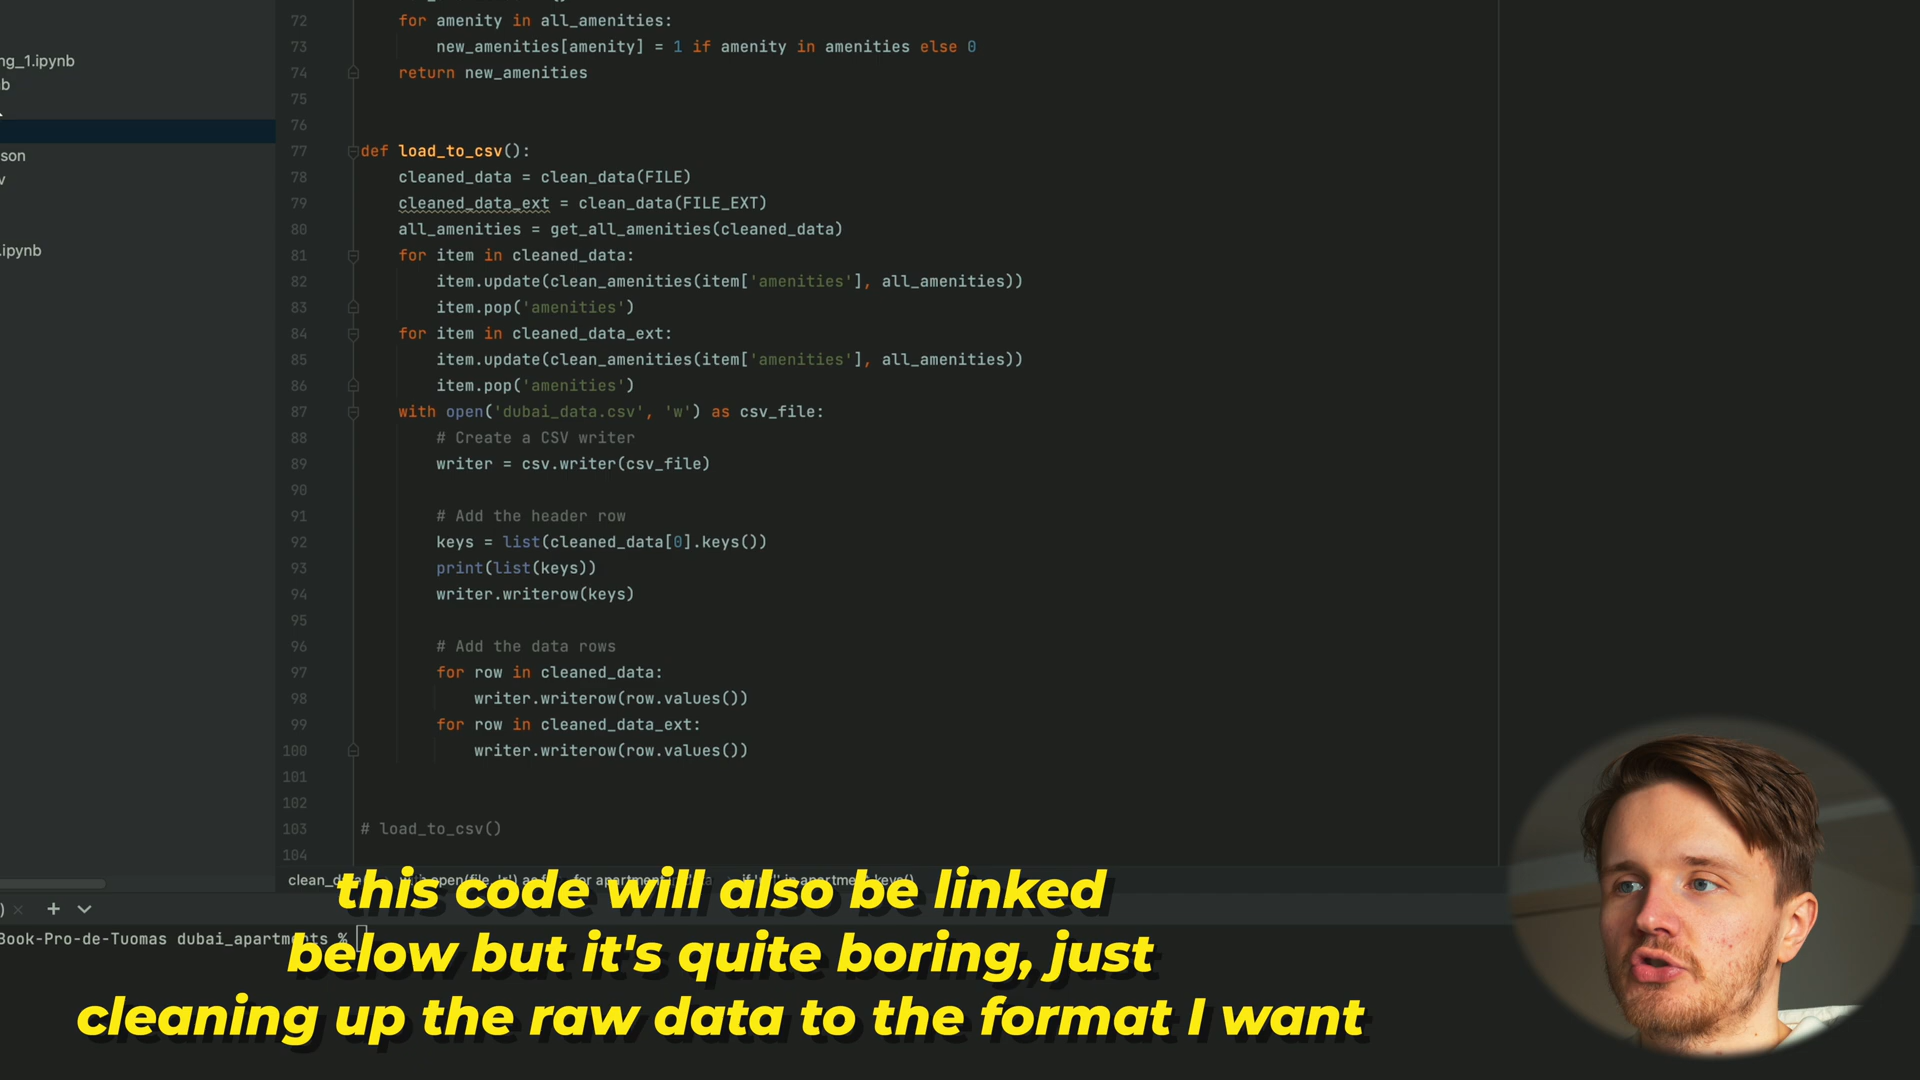 72 for amenity in all_amenities:
ng_1.ipynb
73 new_amenities[amenity] = 1 if amenity in amenities else 0
b
74 return new_amenities
75
76
son
77 def load_to_csv():
v
78 cleaned_data = clean_data(FILE)
79 cleaned_data_ext = clean_data(FILE_EXT)
80 all_amenities = get_all_amenities(cleaned_data)
.ipynb
81 for item in cleaned_data:
82 item.update(clean_amenities(item['amenities'], all_amenities))
83 item.pop('amenities')
84 for item in cleaned_data_ext:
85 item.update(clean_amenities(item['amenities'], all_amenities))
86 item.pop('amenities')
87 with open('dubai_data.csv', 'w') as csv_file:
88 # Create a CSV writer
89 writer = csv.writer(csv_file)
90
91 # Add the header row
92 keys = list(cleaned_data[0].keys())
93 print(list(keys))
94 writer.writerow(keys)
95
96 # Add the data rows
97 for row in cleaned_data:
98 writer.writerow(row.values())
99 for row in cleaned_data_ext:
100 writer.writerow(row.values())
101
102
103 # load_to_csv()
104
this code will also be linked
below but it's quite boring, just
cleaning up the raw data to the format I want
Book-Pro-de-Tuomas dubai_apartments %